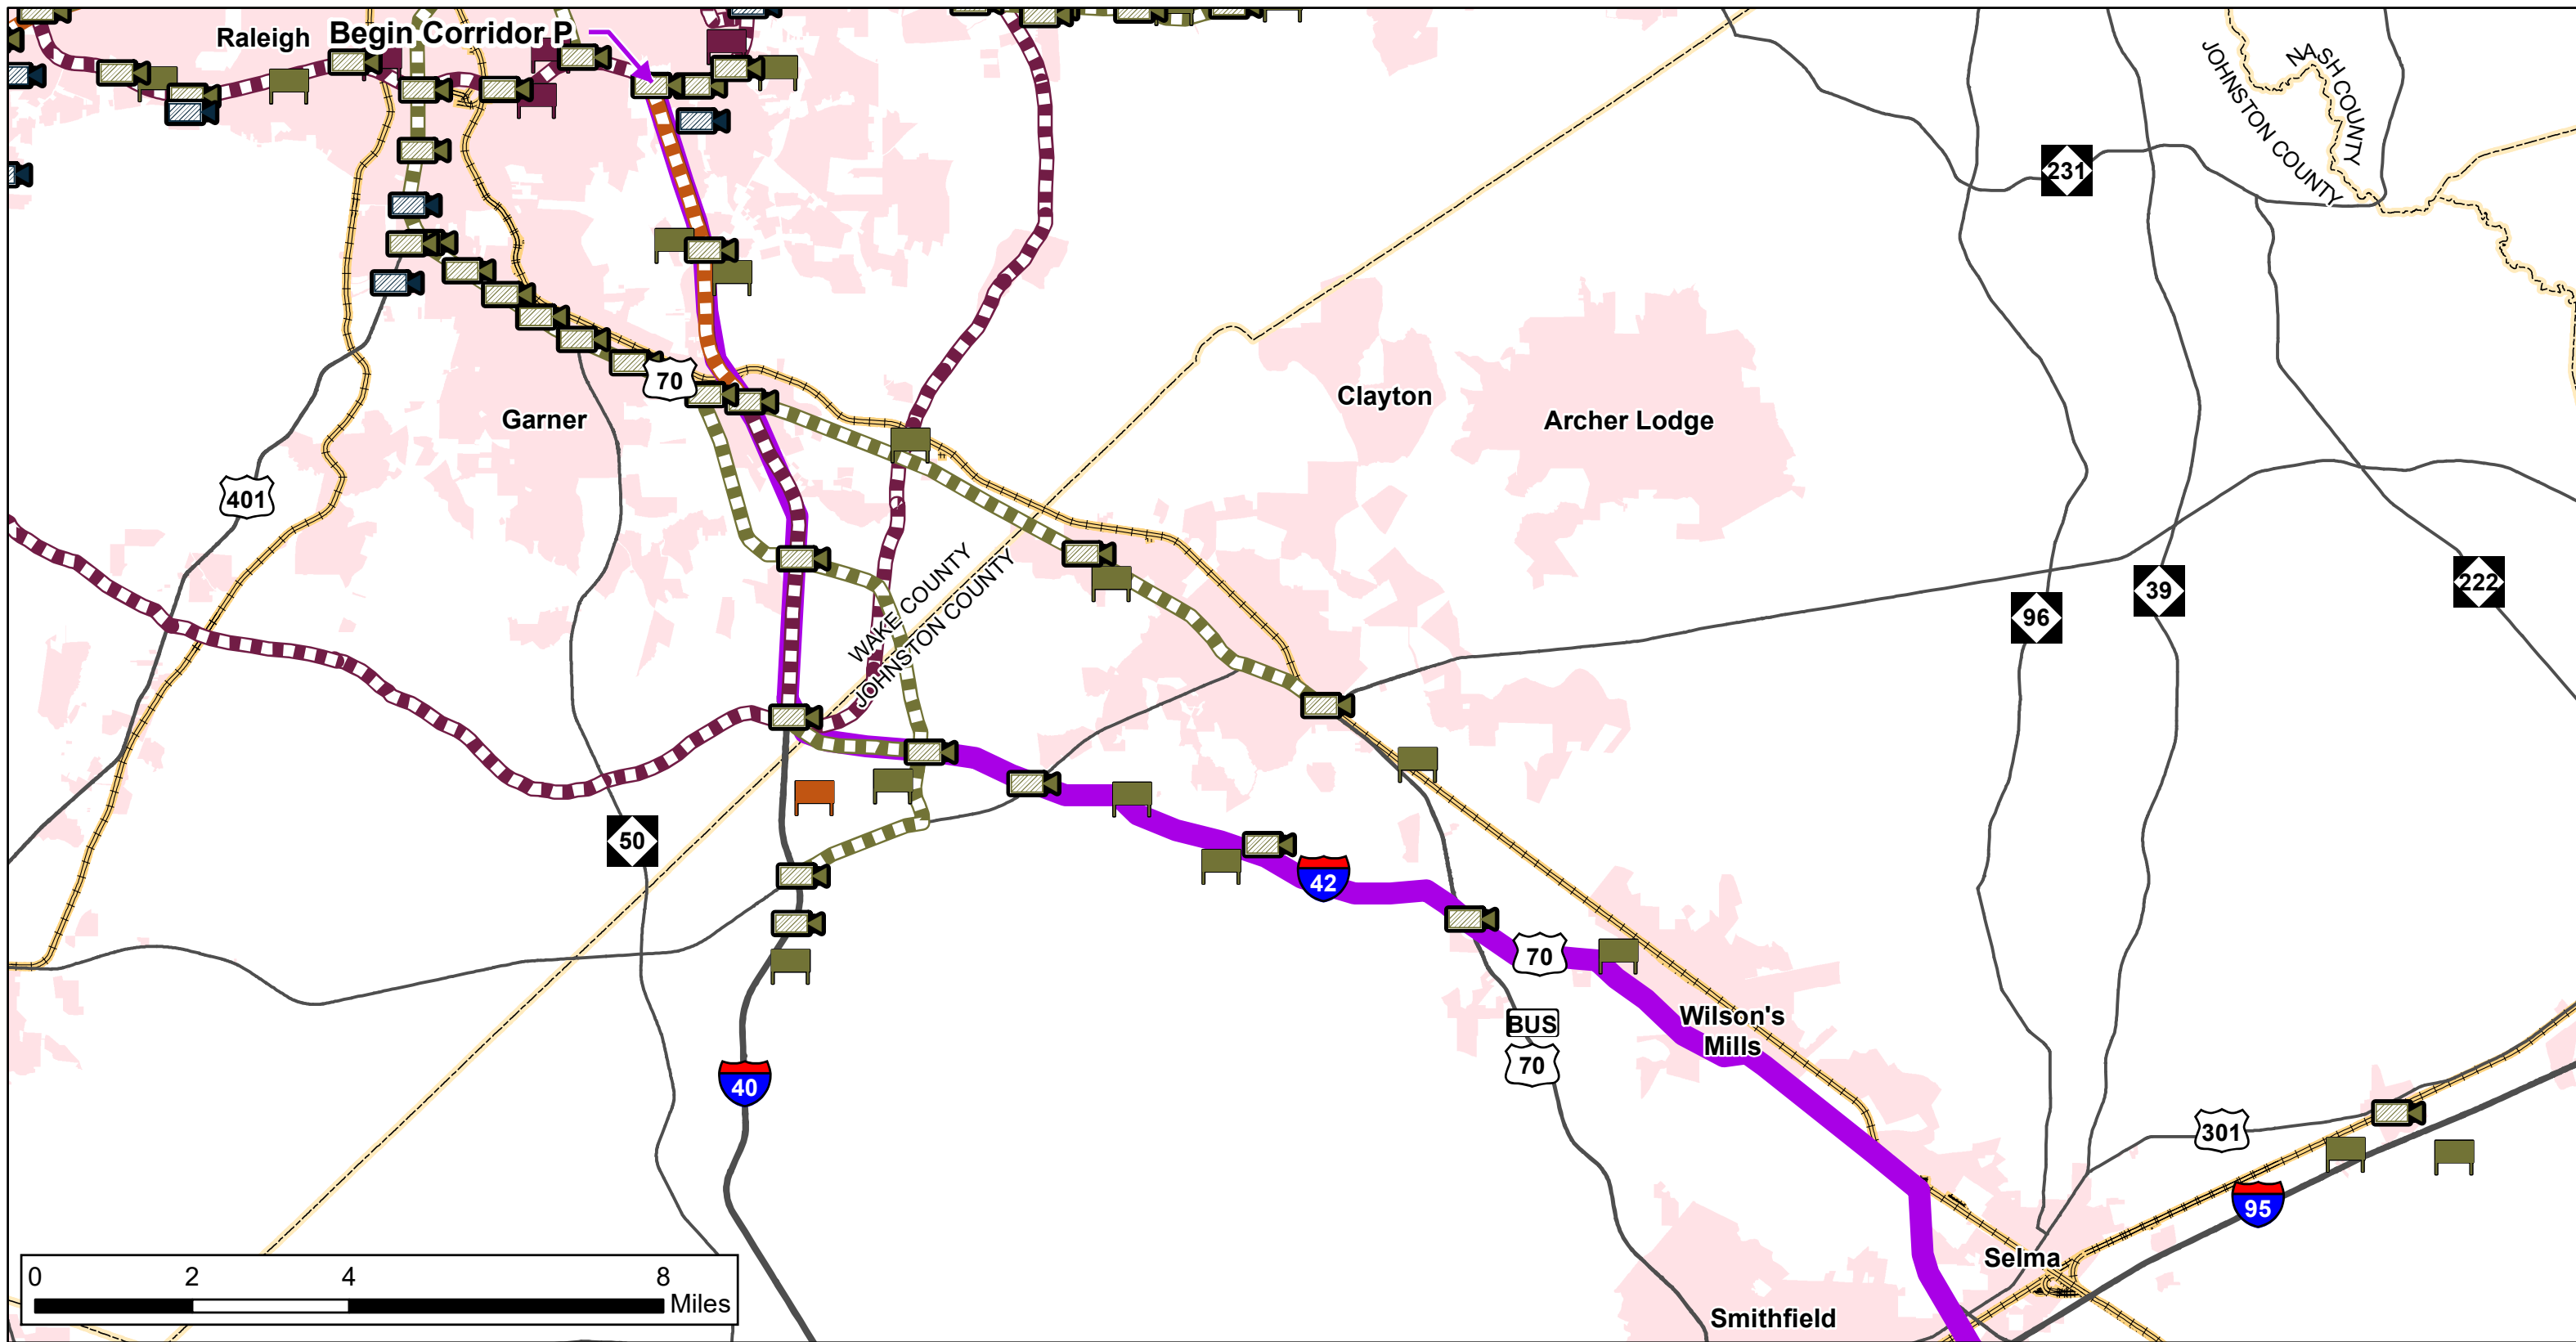 Raleigh
Begin Corridor P
NASH COUNTY
JOHNSTON COUNTY
231
70
Garner
Clayton
Archer Lodge
401
WAKE COUNTY
JOHNSTON COUNTY
222
39
96
50
42
70
Wilson's
Mills
BUS
70
40
301
95
Selma
Smithfield
0 2 4 8
Miles